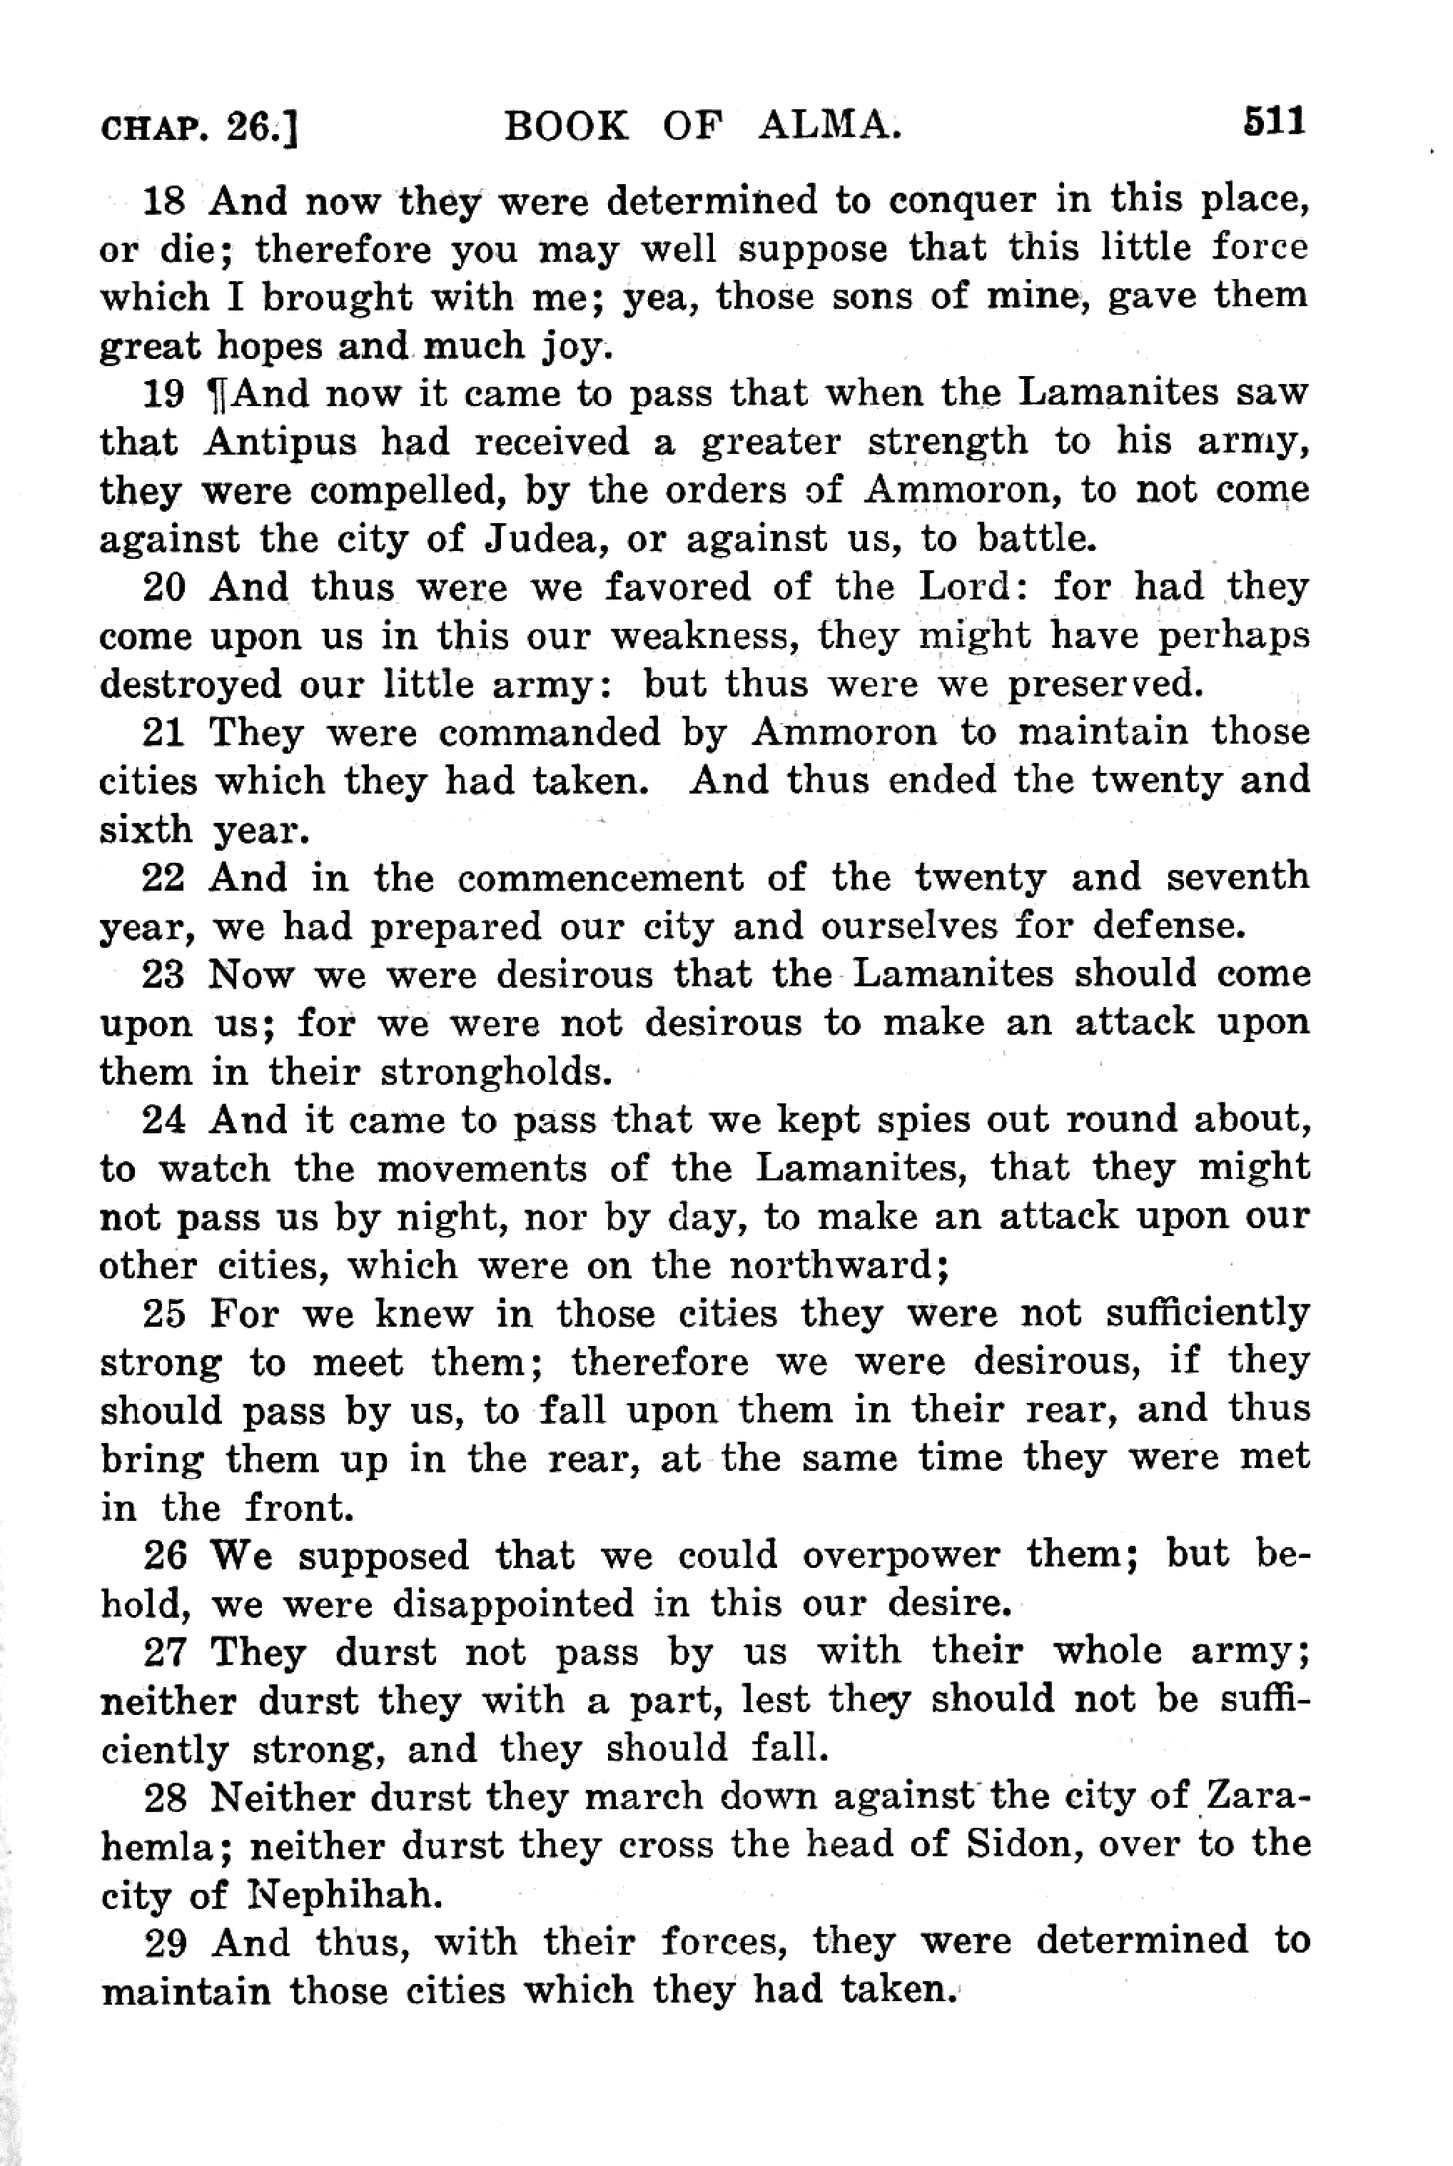 CHAP. 26.] BOOK OF ALMA. 511
18 And now they were determined to conquer in this place,
or die; therefore you may well suppose that this little force
which I brought with me; yea, those sons of mine, gave them
great hopes and much joy.
19 ¶And now it came to pass that when the Lamanites saw
that Antipus had received a greater strength to his army,
they were compelled, by the orders of Ammoron, to not come
against the city of Judea, or against us, to battle.
20 And thus were we favored of the Lord: for had they
come upon us in this our weakness, they might have perhaps
destroyed our little army: but thus were we preserved.
21 They were commanded by Ammoron to maintain those
cities which they had taken. And thus ended the twenty and
sixth year.
22 And in the commencement of the twenty and seventh
year, we had prepared our city and ourselves for defense.
23 Now we were desirous that the Lamanites should come
upon us; for we were not desirous to make an attack upon
them in their strongholds.
24 And it came to pass that we kept spies out round about,
to watch the movements of the Lamanites, that they might
not pass us by night, nor by day, to make an attack upon our
other cities, which were on the northward;
25 For we knew in those cities they were not sufficiently
strong to meet them; therefore we were desirous, if they
should pass by us, to fall upon them in their rear, and thus
bring them up in the rear, at the same time they were met
in the front.
26 We supposed that we could overpower them; but be-
hold, we were disappointed in this our desire.
27 They durst not pass by us with their whole army;
neither durst they with a part, lest they should not be suffi-
ciently strong, and they should fall.
28 Neither durst they march down against the city of Zara-
hemla; neither durst they cross the head of Sidon, over to the
city of Nephihah.
29 And thus, with their forces, they were determined to
maintain those cities which they had taken.